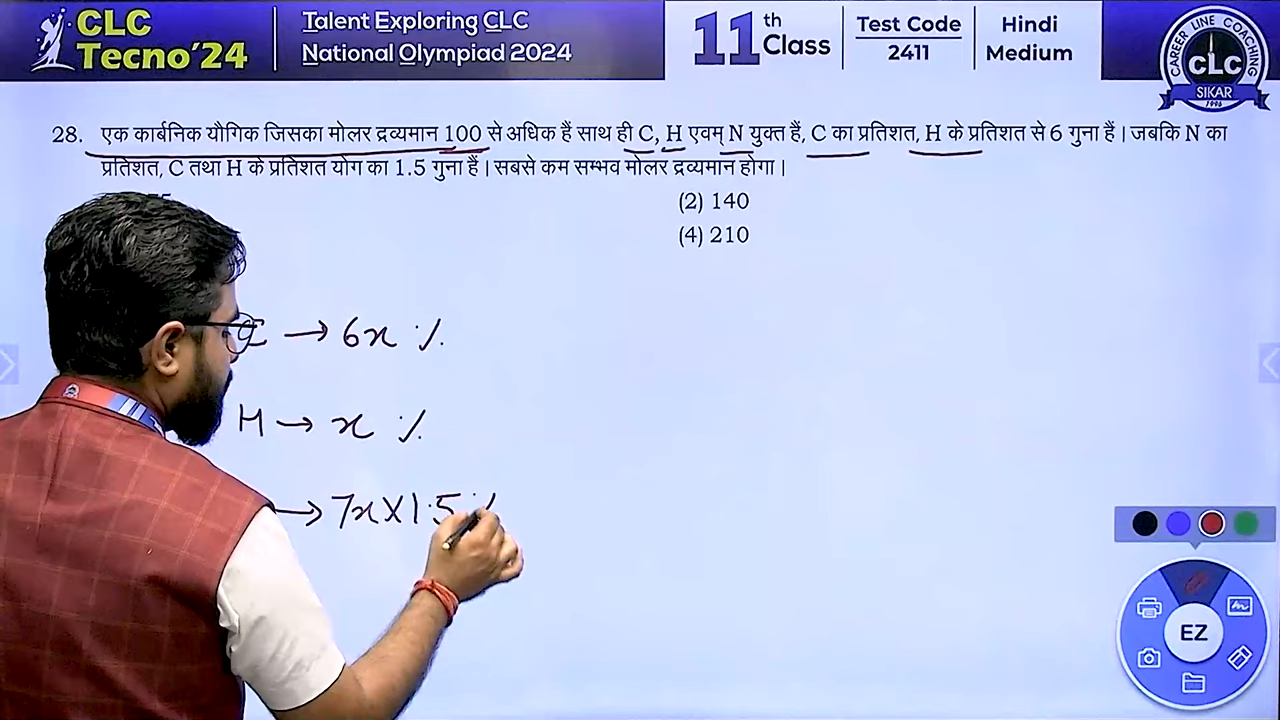 CLC
Tecno'24
Talent Exploring CLC
National Olympiad 2024
11th Class
Test Code
2411
Hindi
Medium
CAREER LINE COACHING
CLC
SIKAR
1996
28. एक कार्बनिक यौगिक जिसका मोलर द्रव्यमान 100 से अधिक हैं साथ ही C, H एवम् N युक्त हैं, C का प्रतिशत, H के प्रतिशत से 6 गुना हैं। जबकि N का
प्रतिशत, C तथा H के प्रतिशत योग का 1.5 गुना हैं। सबसे कम सम्भव मोलर द्रव्यमान होगा।
(2) 140
(4) 210
C → 6x %
H → x %
→ 7x X 1.5 %
EZ